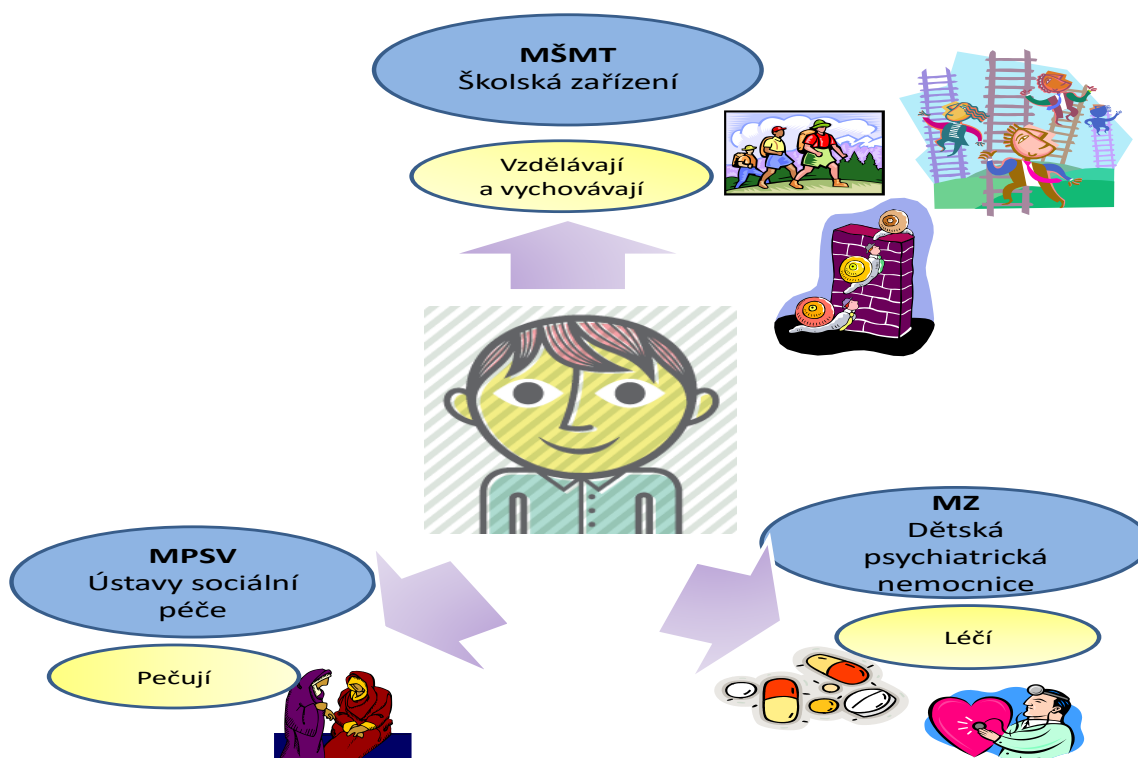 MŠMT
Školská zařízení
Vzdělávají
a vychovávají
MPSV
Ústavy sociální
péče
Pečují
MZ
Dětská
psychiatrická
nemocnice
Léčí